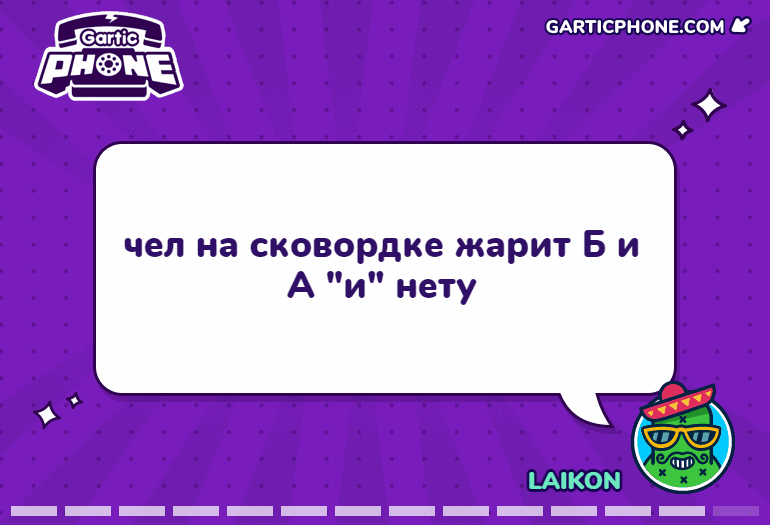 Gartic
PHONE
GARTICPHONE.COM
чел на сковордке жарит Б и
А "и" нету
LAIKON